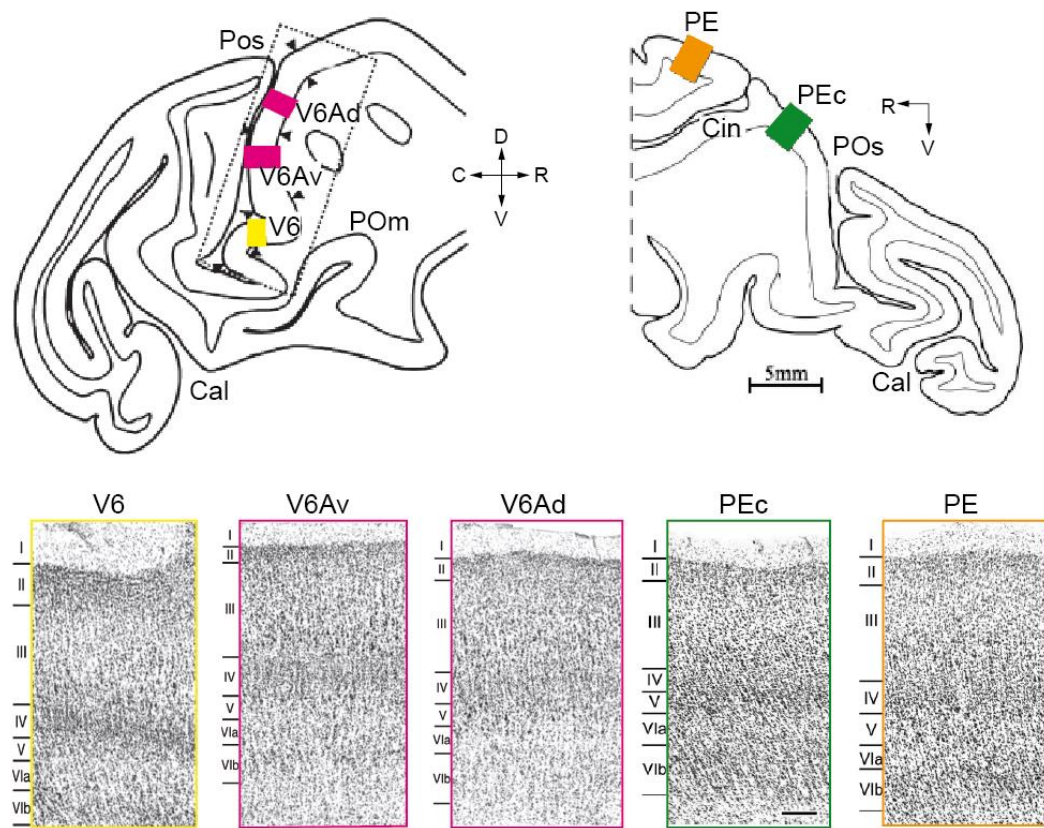 Pos
V6Ad
V6Av
V6
POm
Cal
D
C R
V
PE
PEc
Cin
POs
R
V
5mm
Cal
V6 V6Av V6Ad PEc PE
I
II
III
IV
V
VIa
VIb
II
III
IV
V
VIa
VIb
I
II
III
IV
V
VIa
VIb
I
II
III
IV
V
VIa
VIb
I
II
III
IV
V
VIa
VIb